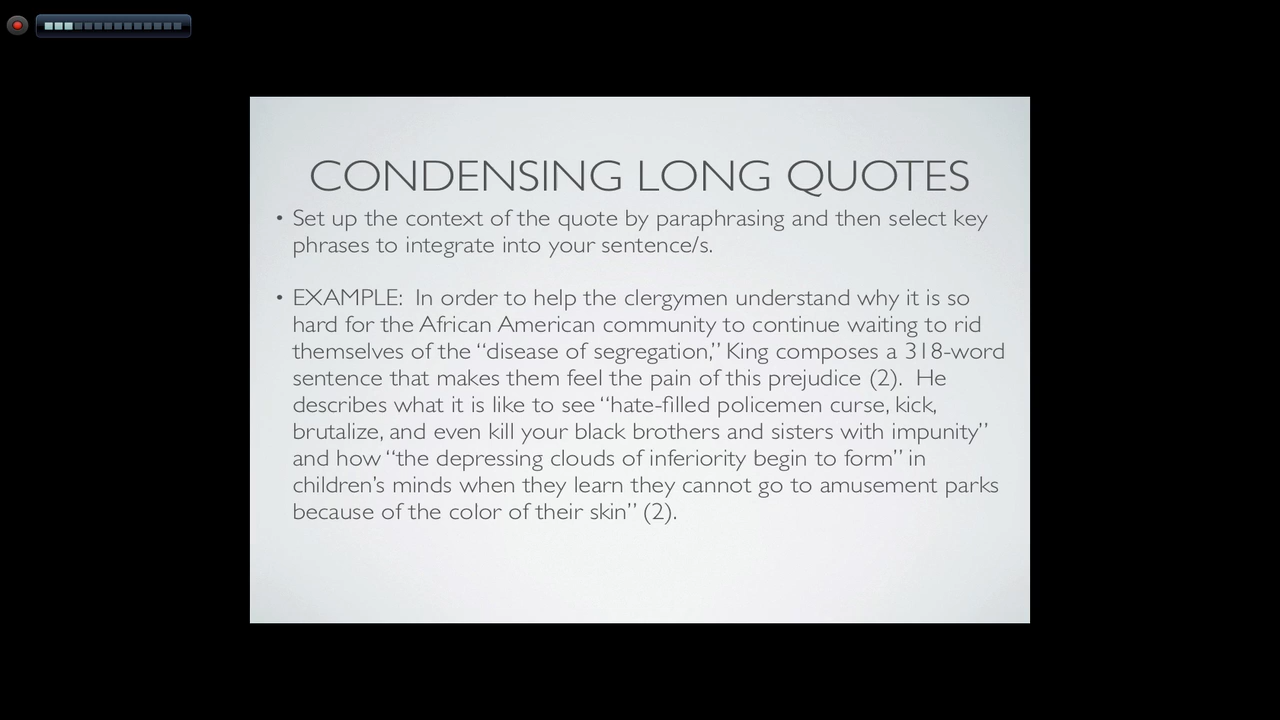 CONDENSING LONG QUOTES
• Set up the context of the quote by paraphrasing and then select key
phrases to integrate into your sentence/s.
• EXAMPLE:  In order to help the clergymen understand why it is so
hard for the African American community to continue waiting to rid
themselves of the “disease of segregation,” King composes a 318-word
sentence that makes them feel the pain of this prejudice (2).  He
describes what it is like to see “hate-filled policemen curse, kick,
brutalize, and even kill your black brothers and sisters with impunity”
and how “the depressing clouds of inferiority begin to form” in
children’s minds when they learn they cannot go to amusement parks
because of the color of their skin” (2).